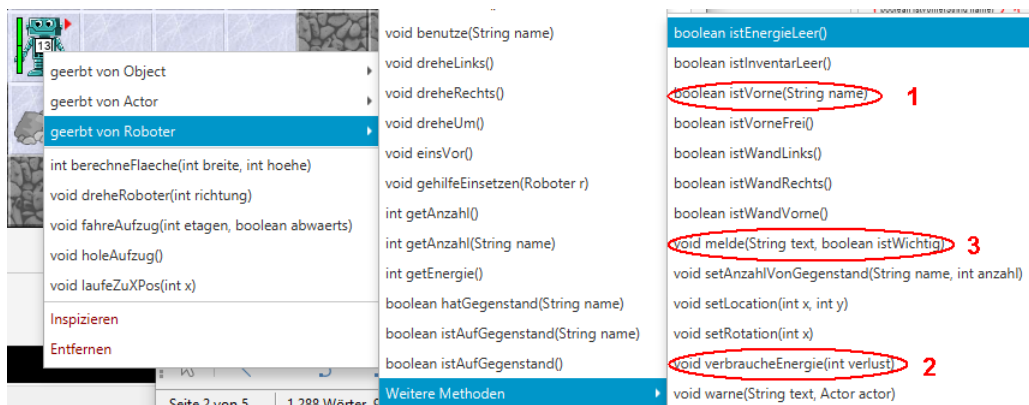 13
geerbt von Object
geerbt von Actor
geerbt von Roboter
int berechneFlaeche(int breite, int hoehe)
void dreheRoboter(int richtung)
void fahreAufzug(int etagen, boolean abwaerts)
void holeAufzug()
void laufeZuXPos(int x)
Inspizieren
Entfernen
void benutze(String name)
void dreheLinks()
void dreheRechts()
void dreheUm()
void einsVor()
void gehilfeEinsetzen(Roboter r)
int getAnzahl()
int getAnzahl(String name)
int getEnergie()
boolean hatGegenstand(String name)
boolean istAufGegenstand(String name)
boolean istAufGegenstand()
Weitere Methoden
boolean istEnergieLeer()
boolean istInventarLeer()
boolean istVorne(String name) 1
boolean istVorneFrei()
boolean istWandLinks()
boolean istWandRechts()
boolean istWandVorne()
void melde(String text, boolean istWichtig) 3
void setAnzahlVonGegenstand(String name, int anzahl)
void setLocation(int x, int y)
void setRotation(int x)
void verbraucheEnergie(int verlust) 2
void warne(String text, Actor actor)
Seite 2 von 5 1.288 Wörter